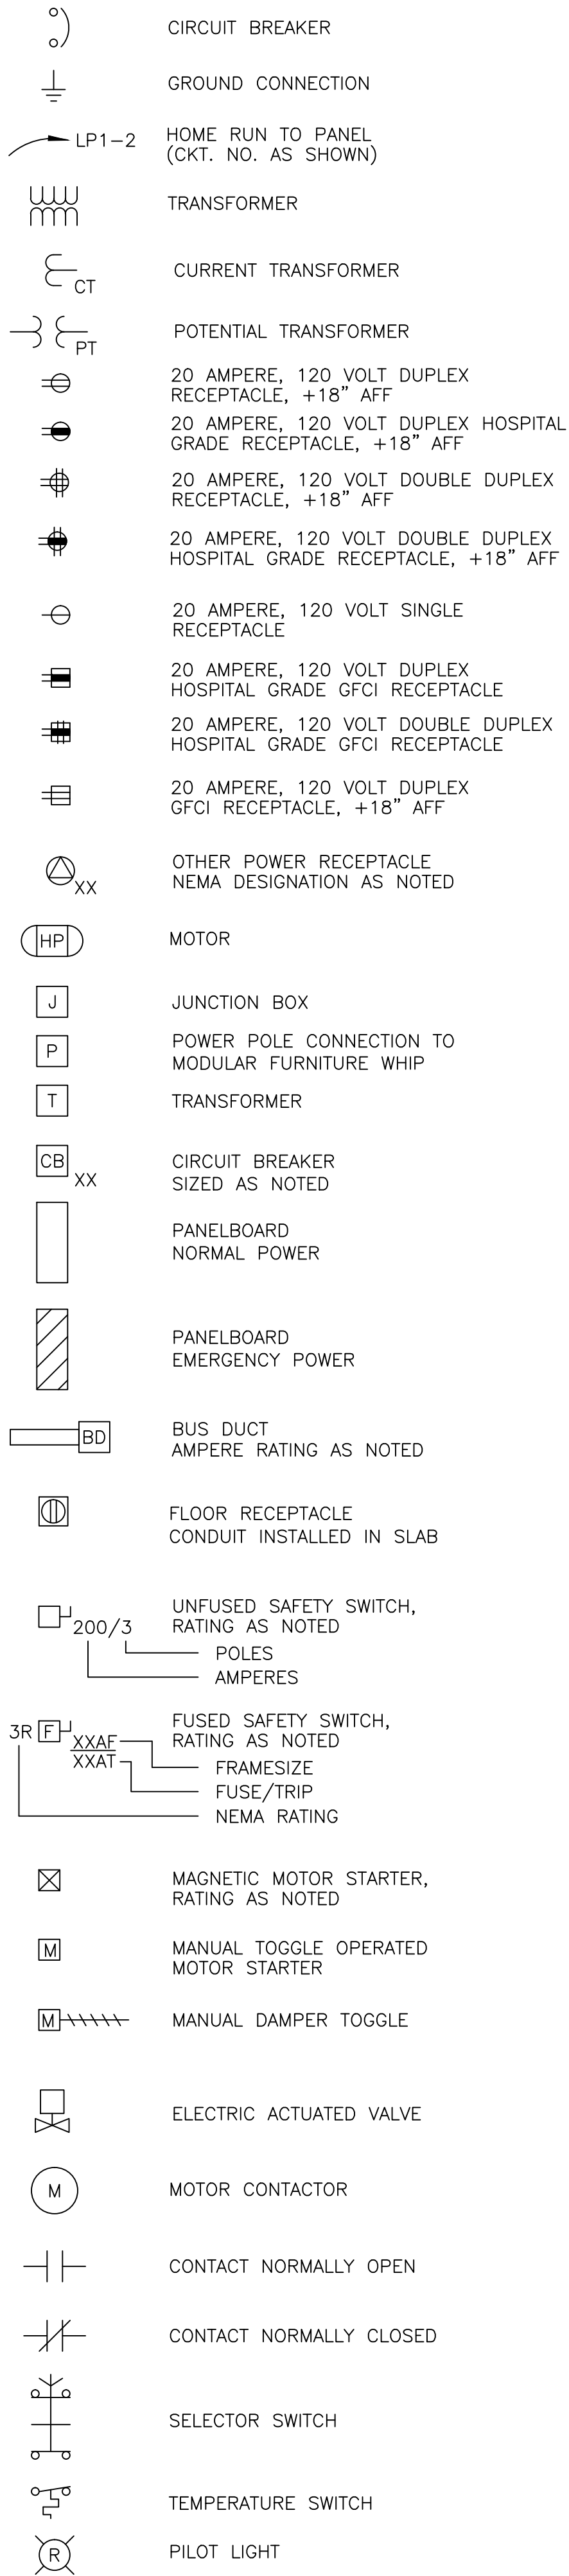 CIRCUIT BREAKER
GROUND CONNECTION
LP1-2
HOME RUN TO PANEL
(CKT. NO. AS SHOWN)
TRANSFORMER
CT
CURRENT TRANSFORMER
PT
POTENTIAL TRANSFORMER
20 AMPERE, 120 VOLT DUPLEX
RECEPTACLE, +18" AFF
20 AMPERE, 120 VOLT DUPLEX HOSPITAL
GRADE RECEPTACLE, +18" AFF
20 AMPERE, 120 VOLT DOUBLE DUPLEX
RECEPTACLE, +18" AFF
20 AMPERE, 120 VOLT DOUBLE DUPLEX
HOSPITAL GRADE RECEPTACLE, +18" AFF
20 AMPERE, 120 VOLT SINGLE
RECEPTACLE
20 AMPERE, 120 VOLT DUPLEX
HOSPITAL GRADE GFCI RECEPTACLE
20 AMPERE, 120 VOLT DOUBLE DUPLEX
HOSPITAL GRADE GFCI RECEPTACLE
20 AMPERE, 120 VOLT DUPLEX
GFCI RECEPTACLE, +18" AFF
XX
OTHER POWER RECEPTACLE
NEMA DESIGNATION AS NOTED
HP
MOTOR
J
JUNCTION BOX
P
POWER POLE CONNECTION TO
MODULAR FURNITURE WHIP
T
TRANSFORMER
CB
XX
CIRCUIT BREAKER
SIZED AS NOTED
PANELBOARD
NORMAL POWER
PANELBOARD
EMERGENCY POWER
BD
BUS DUCT
AMPERE RATING AS NOTED
FLOOR RECEPTACLE
CONDUIT INSTALLED IN SLAB
200/3
UNFUSED SAFETY SWITCH,
RATING AS NOTED
POLES
AMPERES
3R
F
XXAF
XXAT
FUSED SAFETY SWITCH,
RATING AS NOTED
FRAMESIZE
FUSE/TRIP
NEMA RATING
MAGNETIC MOTOR STARTER,
RATING AS NOTED
M
MANUAL TOGGLE OPERATED
MOTOR STARTER
M
MANUAL DAMPER TOGGLE
ELECTRIC ACTUATED VALVE
M
MOTOR CONTACTOR
CONTACT NORMALLY OPEN
CONTACT NORMALLY CLOSED
SELECTOR SWITCH
TEMPERATURE SWITCH
R
PILOT LIGHT